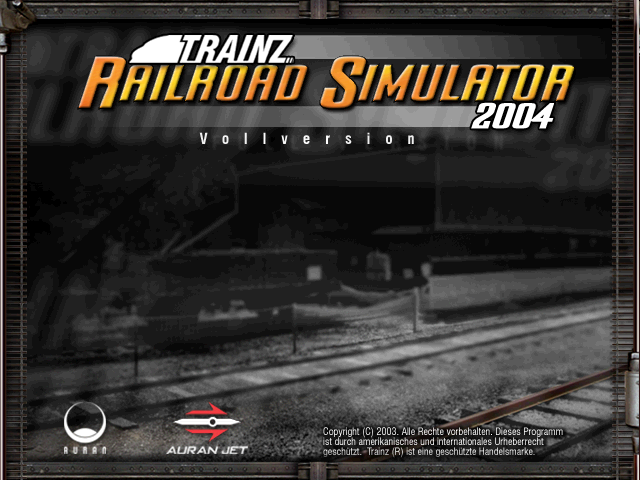 TRAINZ
RAILROAD SIMULATOR
2004
Vollversion
AURAN
AURAN JET
Copyright (C) 2003. Alle Rechte vorbehalten. Dieses Programm
ist durch amerikanisches und internationales Urheberrecht
geschützt. Trainz (R) ist eine geschützte Handelsmarke.